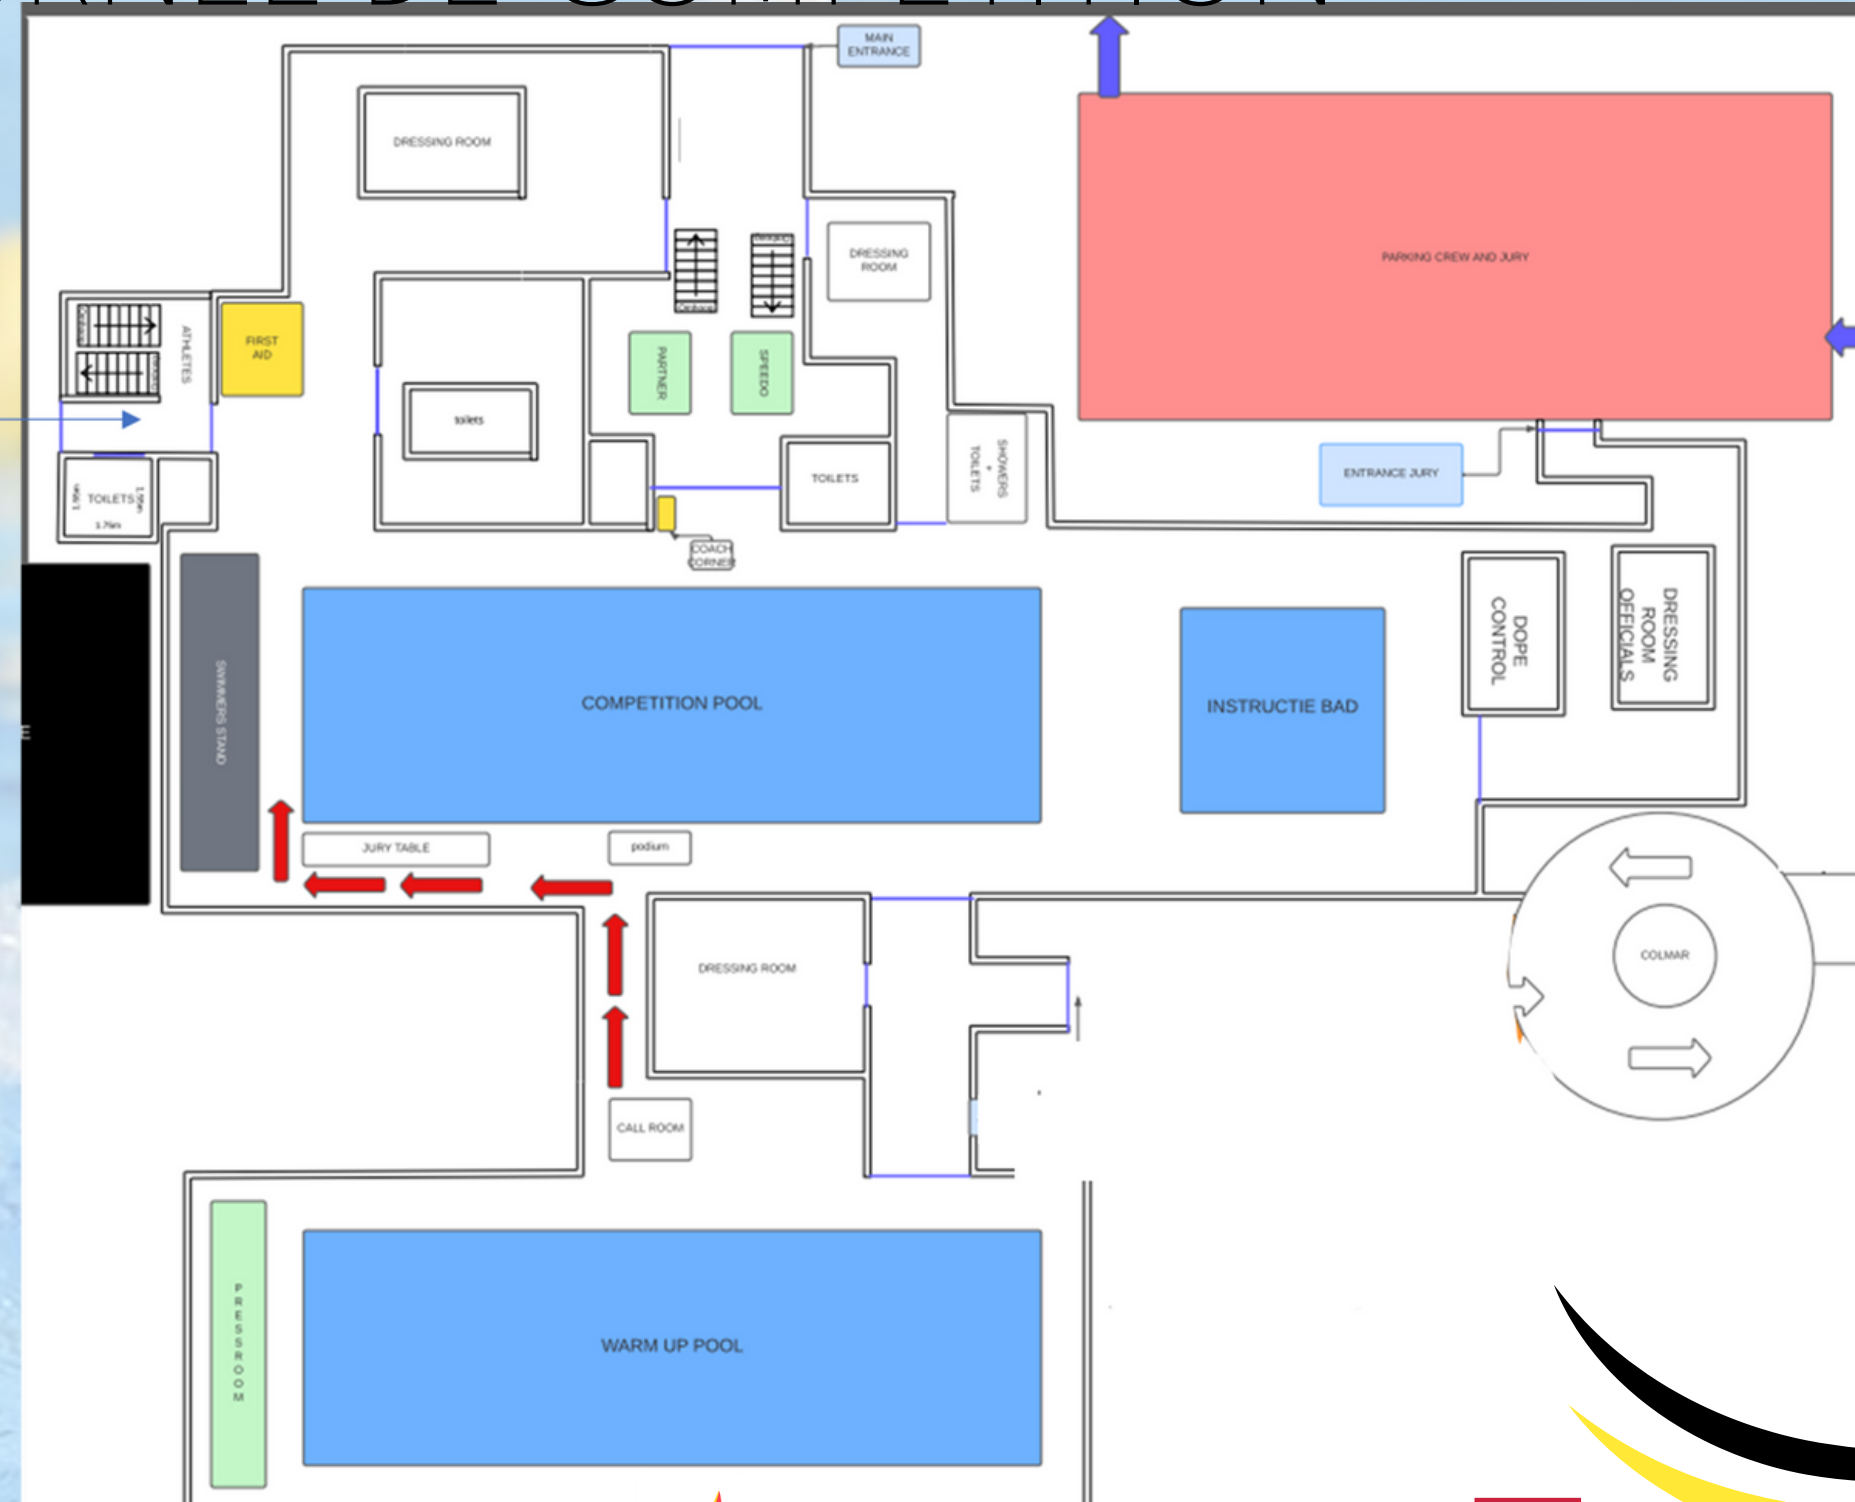 MAIN
ENTRANCE
DRESSING ROOM
PARKING CREW AND JURY
DRESSING
ROOM
ATHLETES
FIRST
AID
PARTNER
SPEEDO
toilets
TOILETS
SHOWERS
+
TOILETS
ENTRANCE JURY
TOILETS
1.75m
COACH
CORNER
SWIMMERS STAND
COMPETITION POOL
INSTRUCTIE BAD
DOPE
CONTROL
DRESSING
ROOM
OFFICIALS
JURY TABLE
podium
DRESSING ROOM
COLMAR
CALL ROOM
PRESSROOM
WARM UP POOL